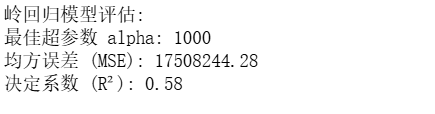 岭回归模型评估:
最佳超参数 alpha: 1000
均方误差 (MSE): 17508244.28
决定系数 (R²): 0.58